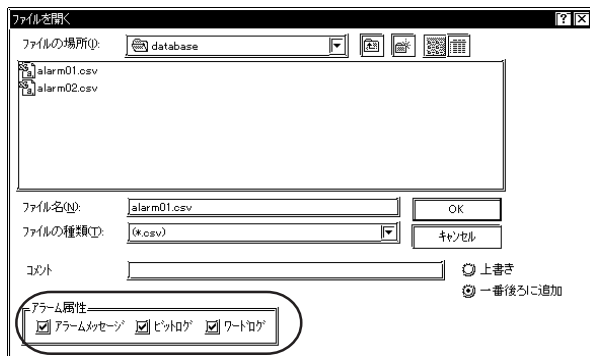 ファイルを開く
ファイルの場所(I): database
alarm01.csv
alarm02.csv
ファイル名(N): alarm01.csv OK
ファイルの種類(T): (*.csv) キャンセル
コメント 上書き
一番後ろに追加
アラーム属性
アラームメッセージ ビットログ ワードログ